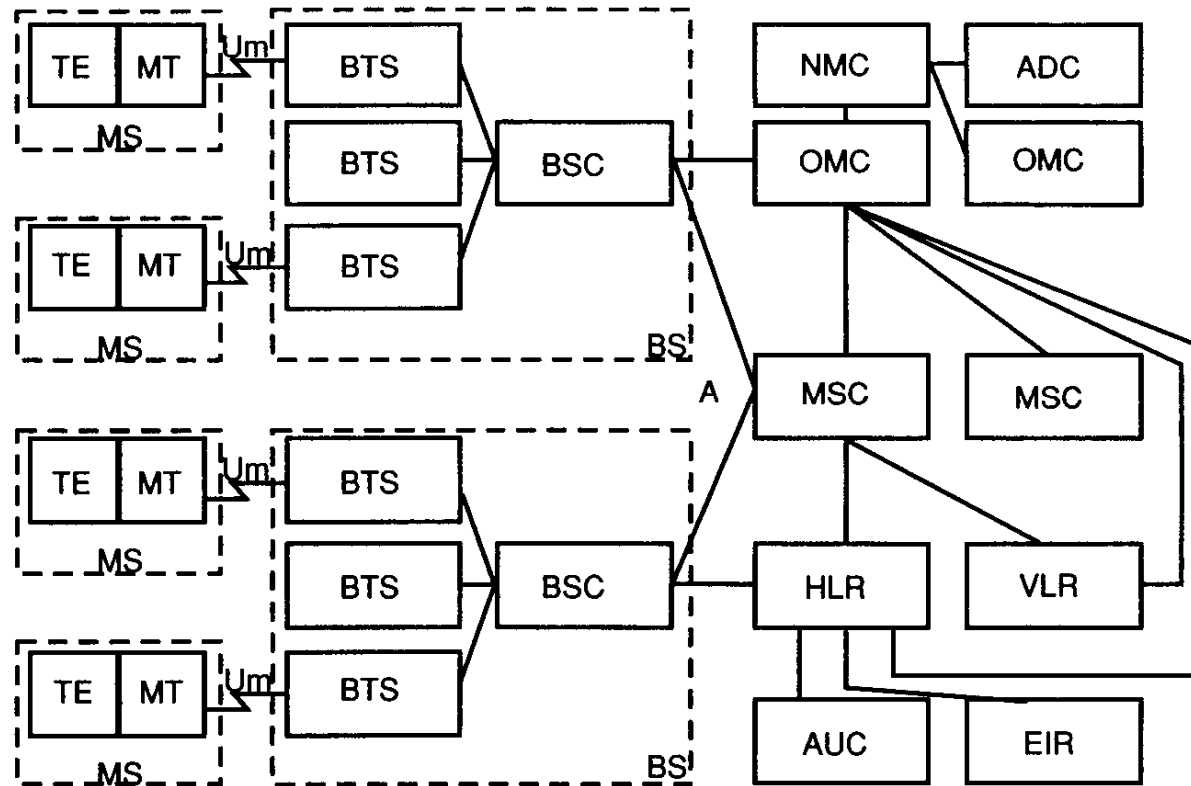 TE MT Um BTS NMC ADC
MS
BTS BSC OMC OMC
TE MT Um BTS
MS BS
A MSC MSC
TE MT Um BTS
MS
BTS BSC HLR VLR
TE MT Um BTS
AUC EIR
MS BS